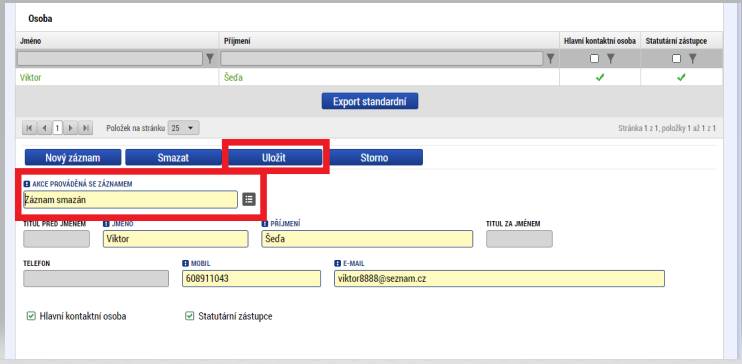 Osoba
Jméno Příjmení Hlavní kontaktní osoba Statutární zástupce
Viktor Šeďa
Export standardní
1 Položek na stránku 25 Stránka 1 z 1, položky 1 až 1 z 1
Nový záznam Smazat Uložit Storno
AKCE PROVÁDĚNÁ SE ZÁZNAMEM
Záznam smazán
TITUL PŘED JMÉNEM JMÉNO PŘÍJMENÍ TITUL ZA JMÉNEM
Viktor Šeďa
TELEFON MOBIL E-MAIL
608911043 viktor8888@seznam.cz
Hlavní kontaktní osoba Statutární zástupce